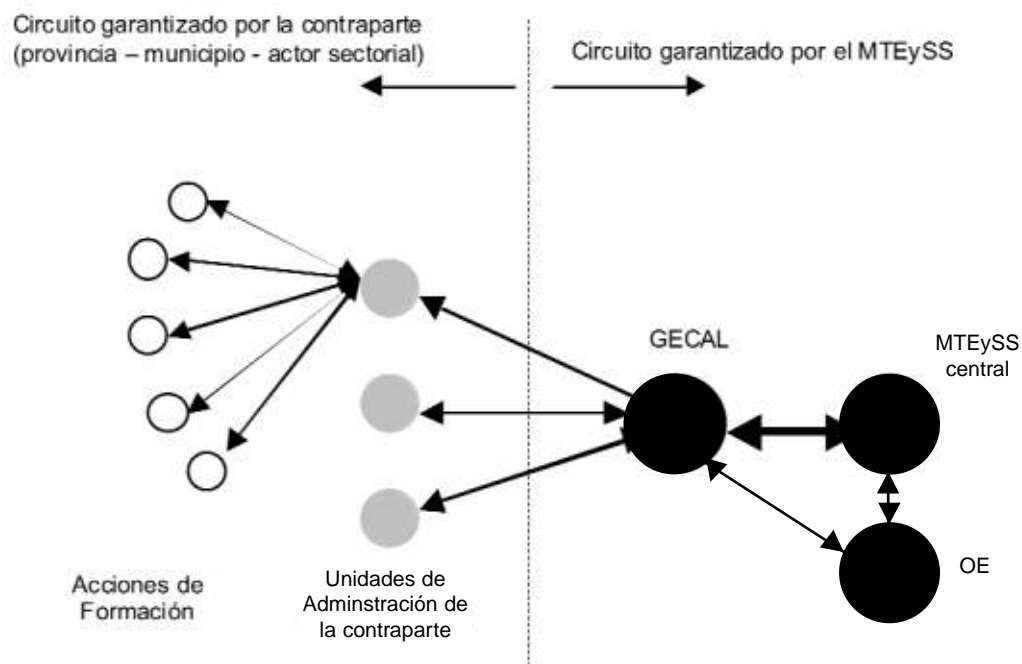 Circuito garantizado por la contraparte
(provincia – municipio - actor sectorial)
Circuito garantizado por el MTEySS
GECAL
MTEySS
central
OE
Acciones de
Formación
Unidades de
Adminstración de
la contraparte